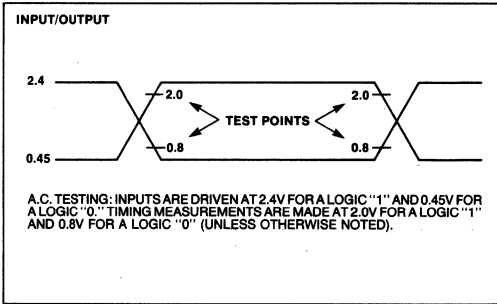 INPUT/OUTPUT
2.4
2.0
2.0
TEST POINTS
0.8
0.8
0.45
A.C. TESTING: INPUTS ARE DRIVEN AT 2.4V FOR A LOGIC "1" AND 0.45V FOR
A LOGIC "0." TIMING MEASUREMENTS ARE MADE AT 2.0V FOR A LOGIC "1"
AND 0.8V FOR A LOGIC "0" (UNLESS OTHERWISE NOTED).